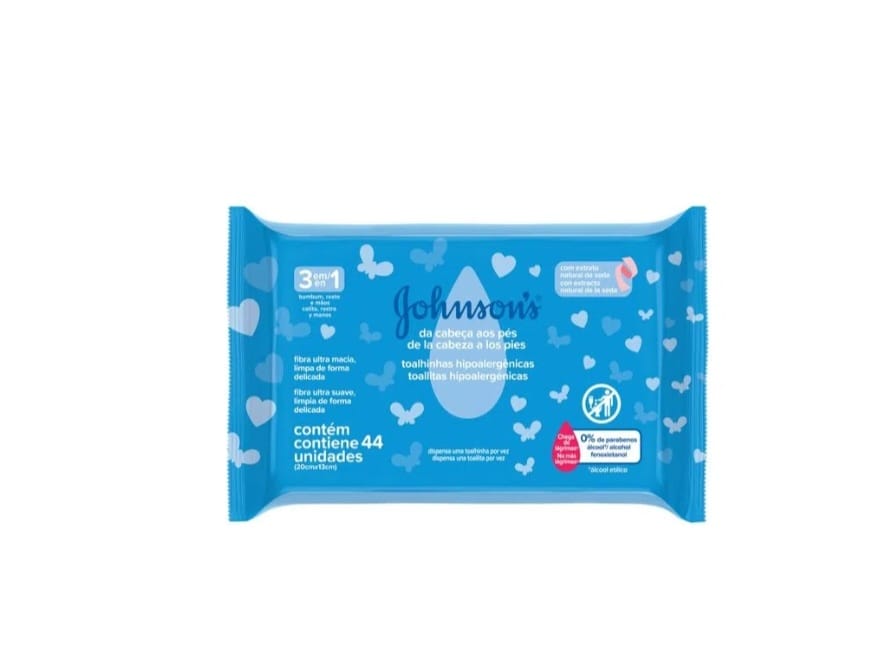 3 em/en 1
bumbum, rosto
e mãos
colita, rostro
y manos
Johnson's®
da cabeça aos pés
de la cabeza a los pies
toalhinhas hipoalergênicas
toallitas hipoalergénicas
com extrato
natural de seda
con extracto
natural de la seda
fibra ultra macia,
limpa de forma
delicada
fibra ultra suave,
limpia de forma
delicada
contém
contiene 44
unidades
(20cmx13cm)
dispensa uma toalhinha por vez
dispensa una toallita por vez
Chega
de
lágrimas
No más
lágrimas
0% de parabenos
álcool*/ alcohol
fenoxietanol
*álcool etílico